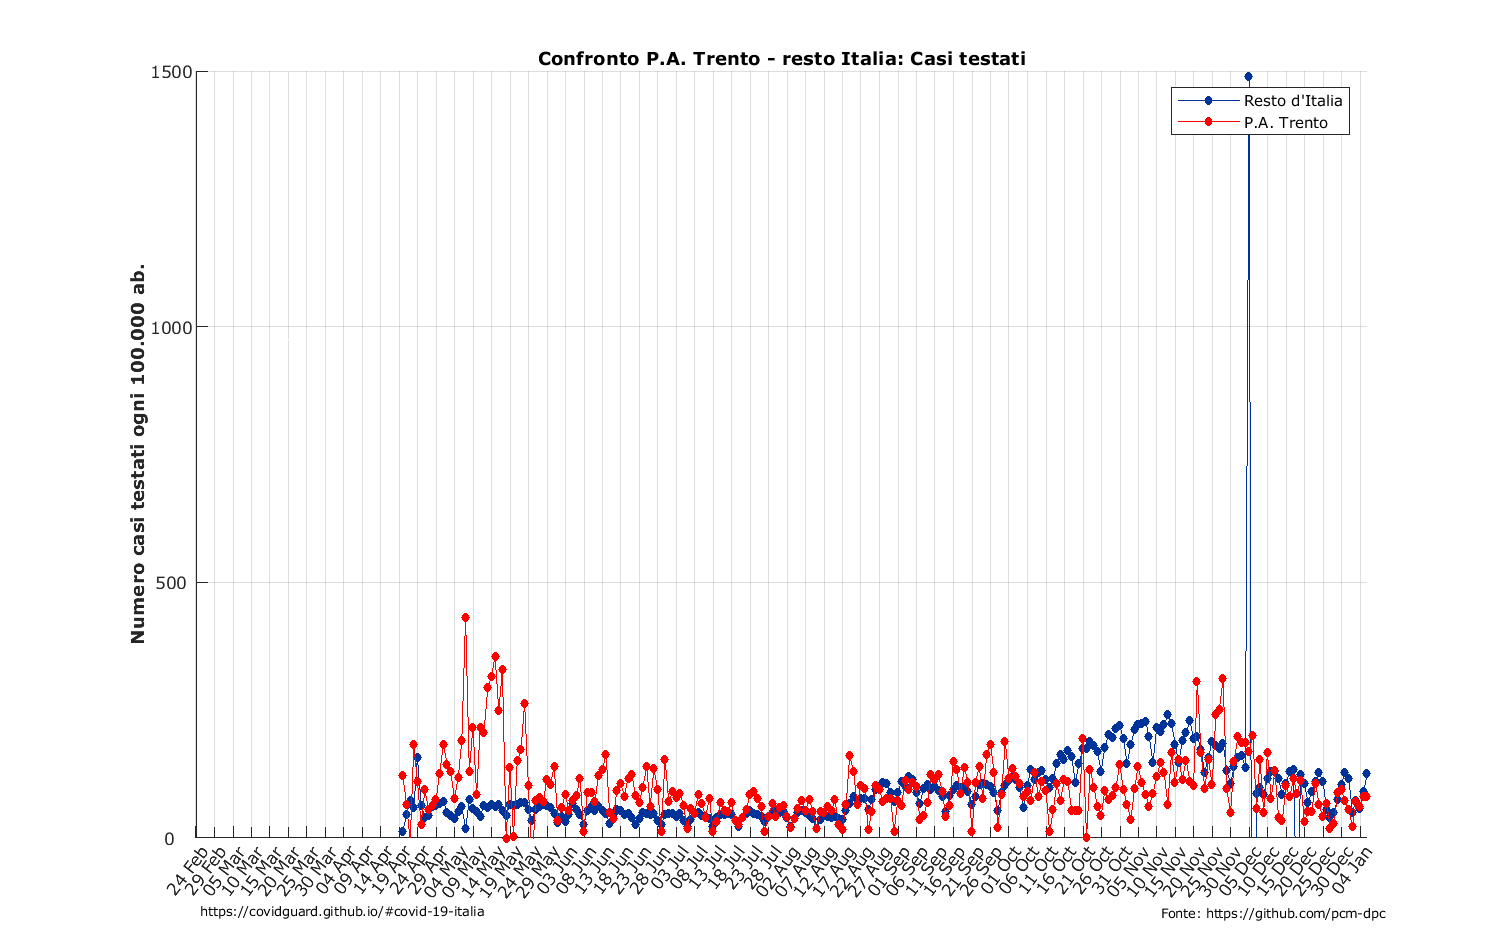 Confronto P.A. Trento - resto Italia: Casi testati
1500
1000
500
0
Numero casi testati ogni 100.000 ab.
Resto d'Italia
P.A. Trento
24 Feb
29 Feb
05 Mar
10 Mar
15 Mar
20 Mar
25 Mar
30 Mar
04 Apr
09 Apr
14 Apr
19 Apr
24 Apr
29 Apr
04 May
09 May
14 May
19 May
24 May
29 May
03 Jun
08 Jun
13 Jun
18 Jun
23 Jun
28 Jun
03 Jul
08 Jul
13 Jul
18 Jul
23 Jul
28 Jul
02 Aug
07 Aug
12 Aug
17 Aug
22 Aug
27 Aug
01 Sep
06 Sep
11 Sep
16 Sep
21 Sep
26 Sep
01 Oct
06 Oct
11 Oct
16 Oct
21 Oct
26 Oct
31 Oct
05 Nov
10 Nov
15 Nov
20 Nov
25 Nov
30 Nov
05 Dec
10 Dec
15 Dec
20 Dec
25 Dec
30 Dec
04 Jan
https://covidguard.github.io/#covid-19-italia
Fonte: https://github.com/pcm-dpc